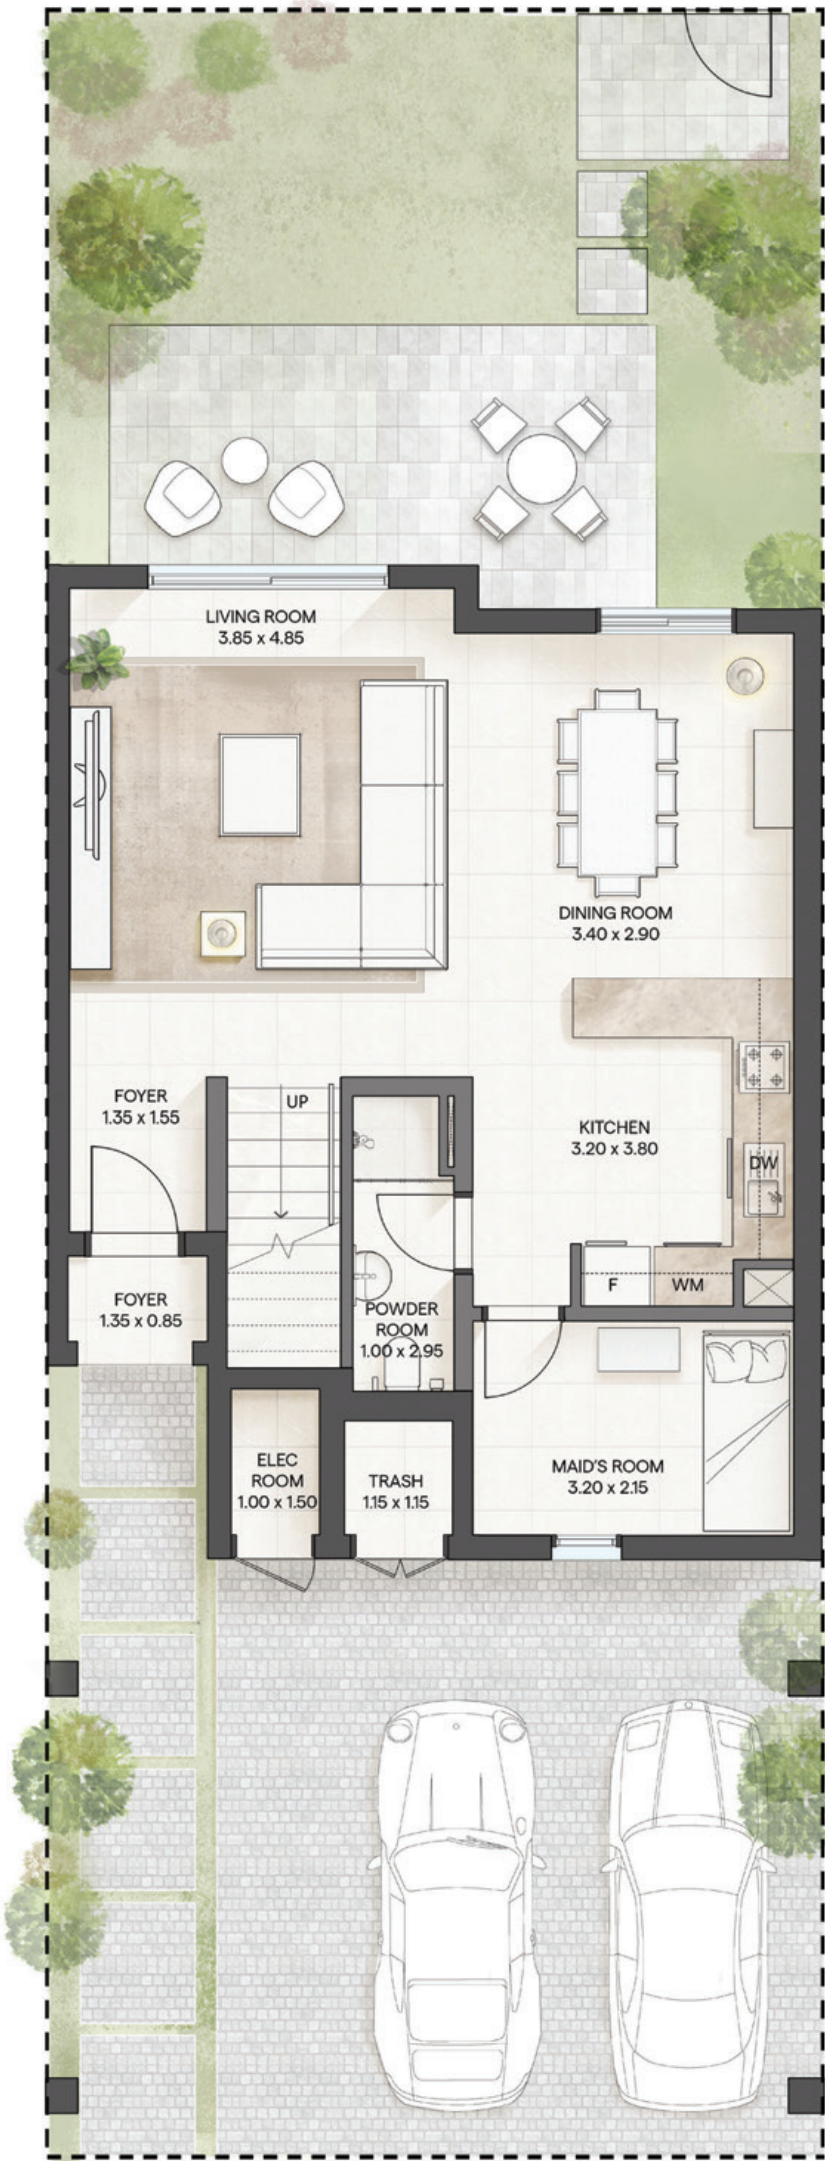 LIVING ROOM
3.85 x 4.85
DINING ROOM
3.40 x 2.90
FOYER
1.35 x 1.55
UP
KITCHEN
3.20 x 3.80
DW
FOYER
1.35 x 0.85
F
WM
POWDER
ROOM
1.00 x 2.95
ELEC
ROOM
1.00 x 1.50
TRASH
1.15 x 1.15
MAID'S ROOM
3.20 x 2.15